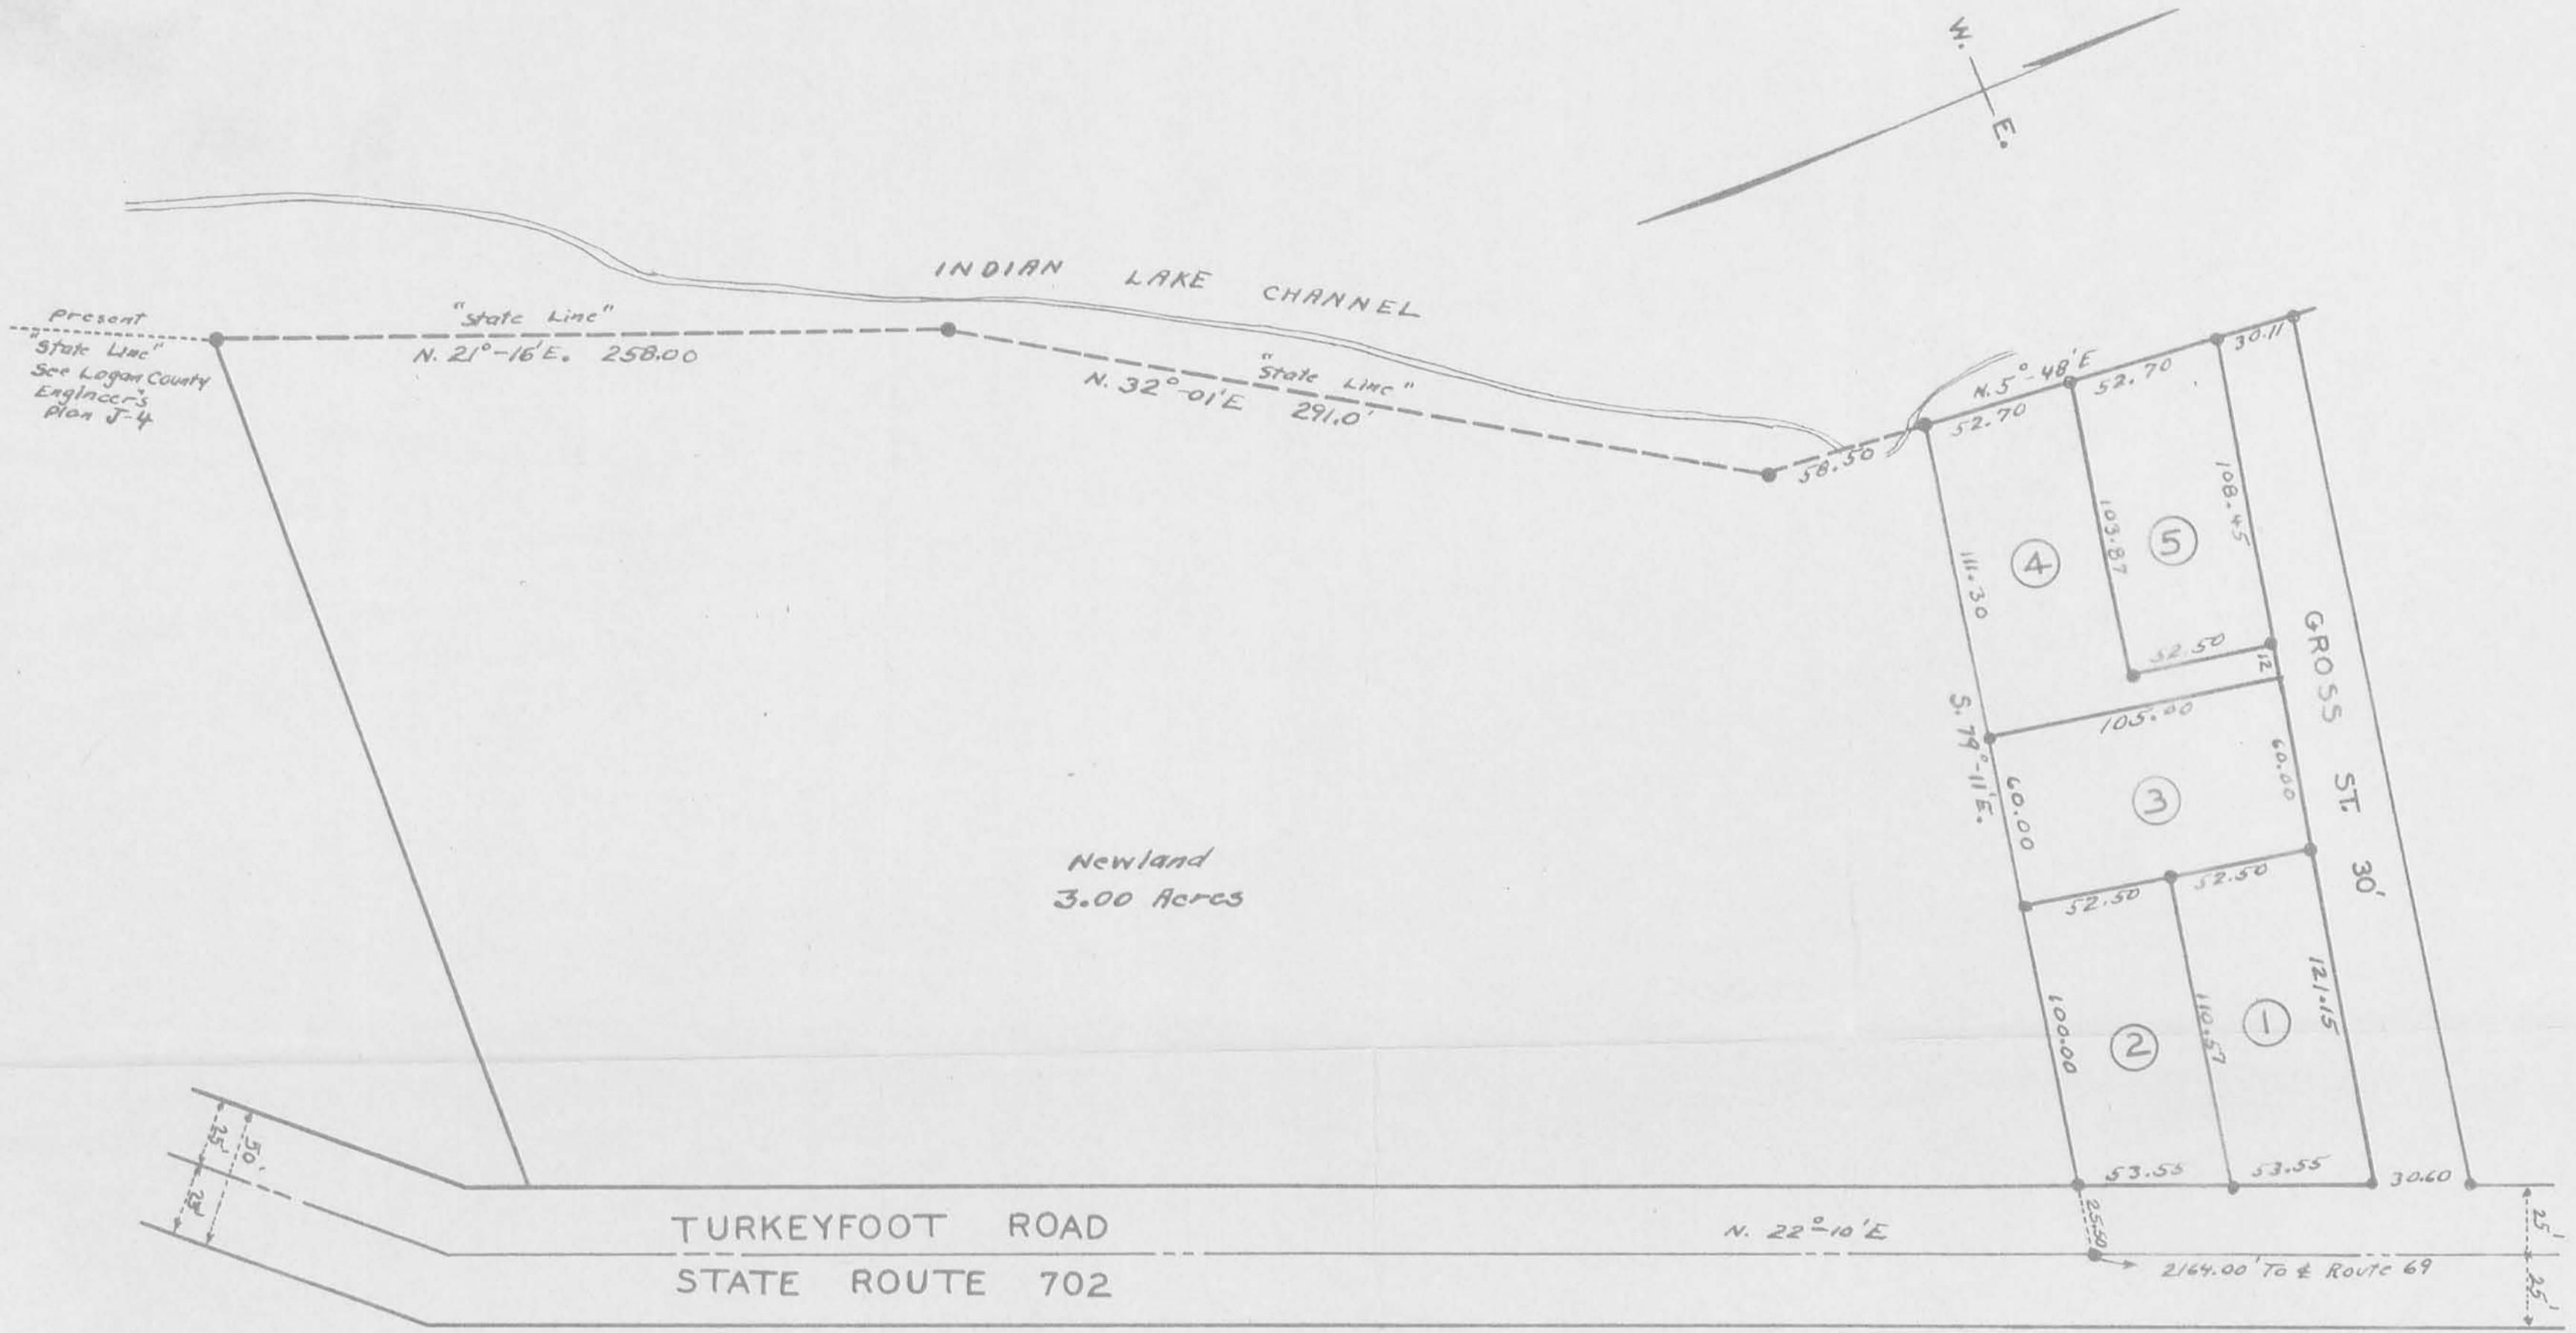 W.
E.
INDIAN LAKE CHANNEL
present
"State Line"
See Logan County
Engineer's
Plan J-4
"State Line"
N. 21°-16'E. 258.00
"State Line"
N. 32°-01'E 291.0'
58.50
N. 5°-48'E
52.70
52.70
30.11
111.30
4
103.87
5
108.45
52.50
12
105.00
S. 79°-11'E.
60.00
3
60.00
GROSS ST. 30'
52.50
52.50
100.00
2
110.57
1
121.15
53.55
53.55
30.60
Newland
3.00 Acres
25'
50'
25'
TURKEYFOOT ROAD
STATE ROUTE 702
N. 22°-10'E
25.50
2164.00' To ℄ Route 69
25'
25'